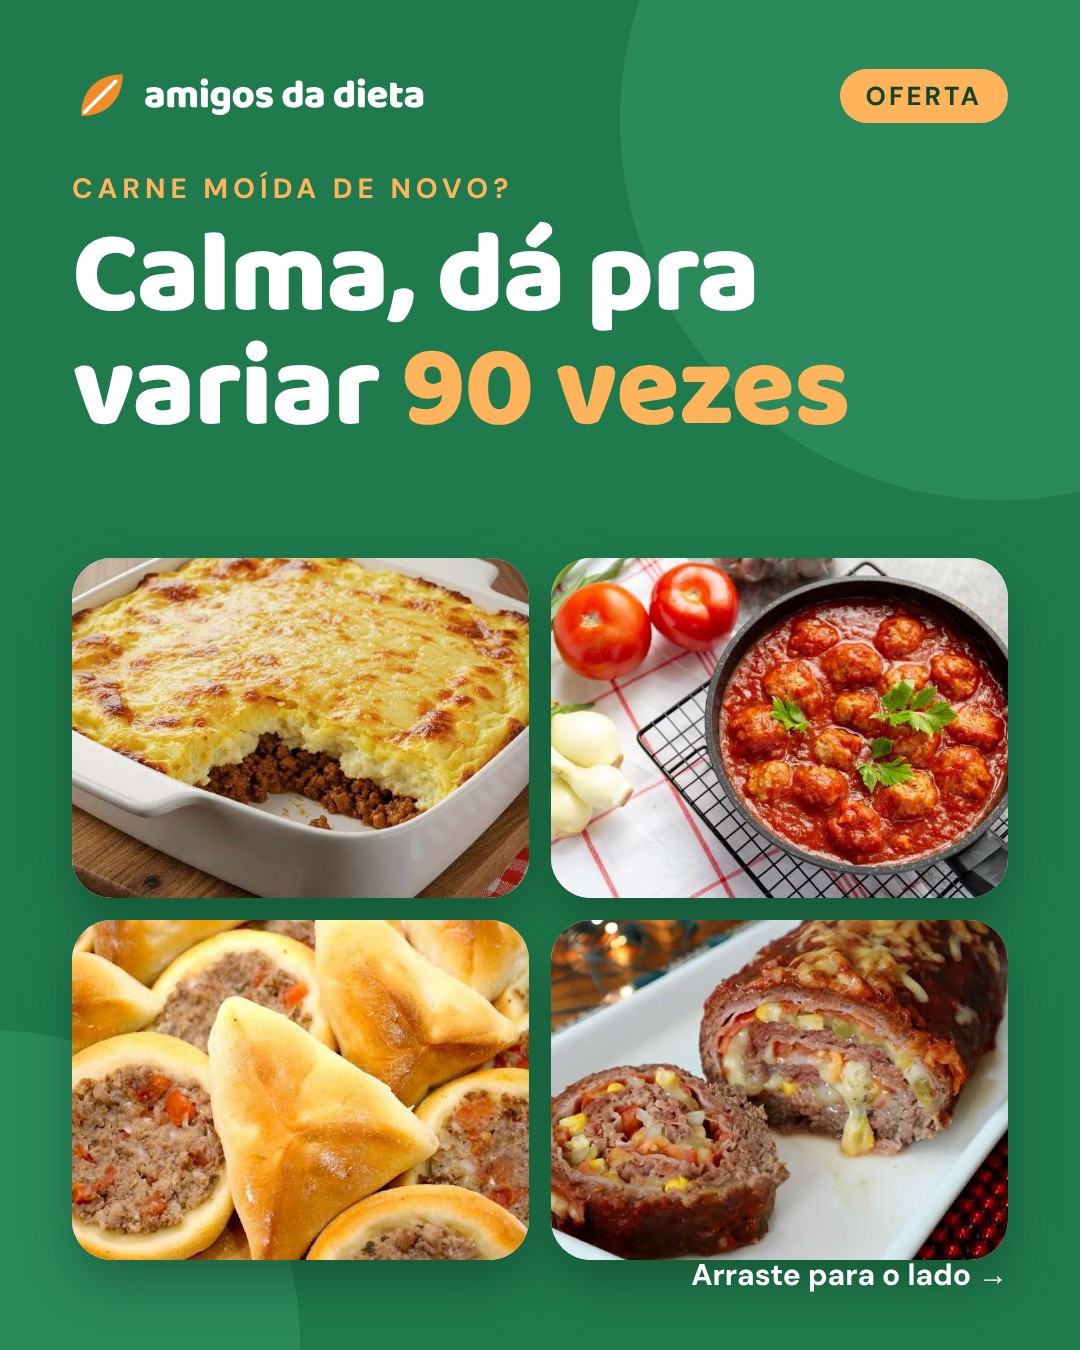 amigos da dieta
OFERTA
CARNE MOÍDA DE NOVO?
Calma, dá pra
variar 90 vezes
Arraste para o lado →